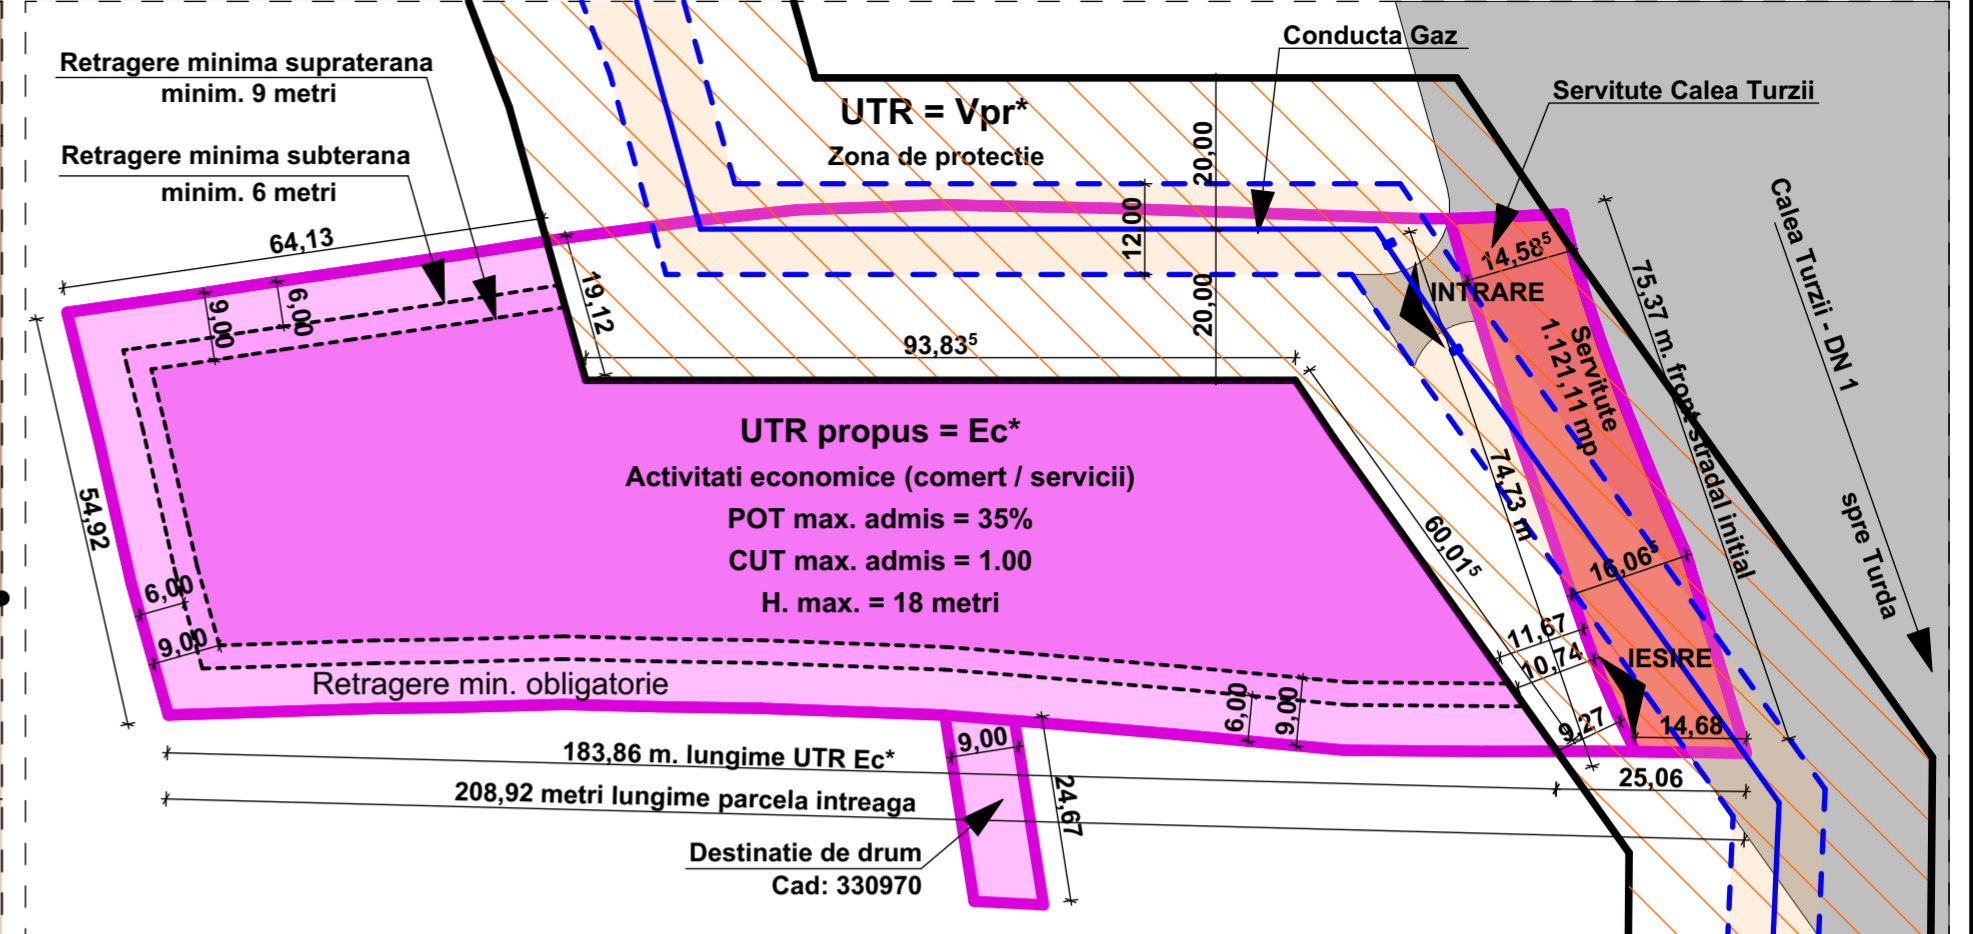 Retragere minima supraterana
minim. 9 metri
Retragere minima subterana
minim. 6 metri
Conducta Gaz
Servitute Calea Turzii
UTR = Vpr*
Zona de protectie
20,00
12,00
20,00
64,13
9,00
6,00
19,12
93,83⁵
14,58⁵
INTRARE
Servitute
1.121,11 mp
75,37 m. front stradal initial
Calea Turzii - DN 1
spre Turda
54,92
UTR propus = Ec*
Activitati economice (comert / servicii)
POT max. admis = 35%
CUT max. admis = 1.00
H. max. = 18 metri
74,73 m
60,01⁵
16,06⁵
6,00
9,00
11,67
10,74
IESIRE
Retragere min. obligatorie
6,00
9,00
9,27
14,68
9,00
183,86 m. lungime UTR Ec*
25,06
208,92 metri lungime parcela intreaga
24,67
Destinatie de drum
Cad: 330970